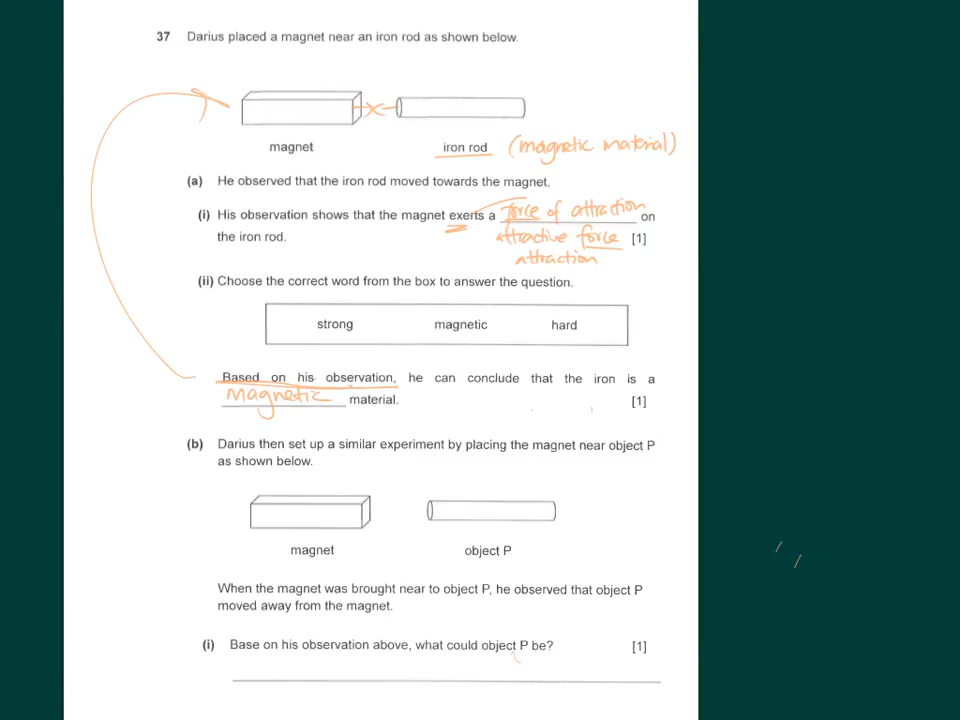 37 Darius placed a magnet near an iron rod as shown below.
magnet iron rod (magnetic material)
(a) He observed that the iron rod moved towards the magnet.
(i) His observation shows that the magnet exerts a force of attraction on
the iron rod. attractive force [1]
attraction
(ii) Choose the correct word from the box to answer the question.
strong magnetic hard
Based on his observation, he can conclude that the iron is a
Magnetic material. [1]
(b) Darius then set up a similar experiment by placing the magnet near object P
as shown below.
magnet object P
When the magnet was brought near to object P, he observed that object P
moved away from the magnet.
(i) Base on his observation above, what could object P be? [1]